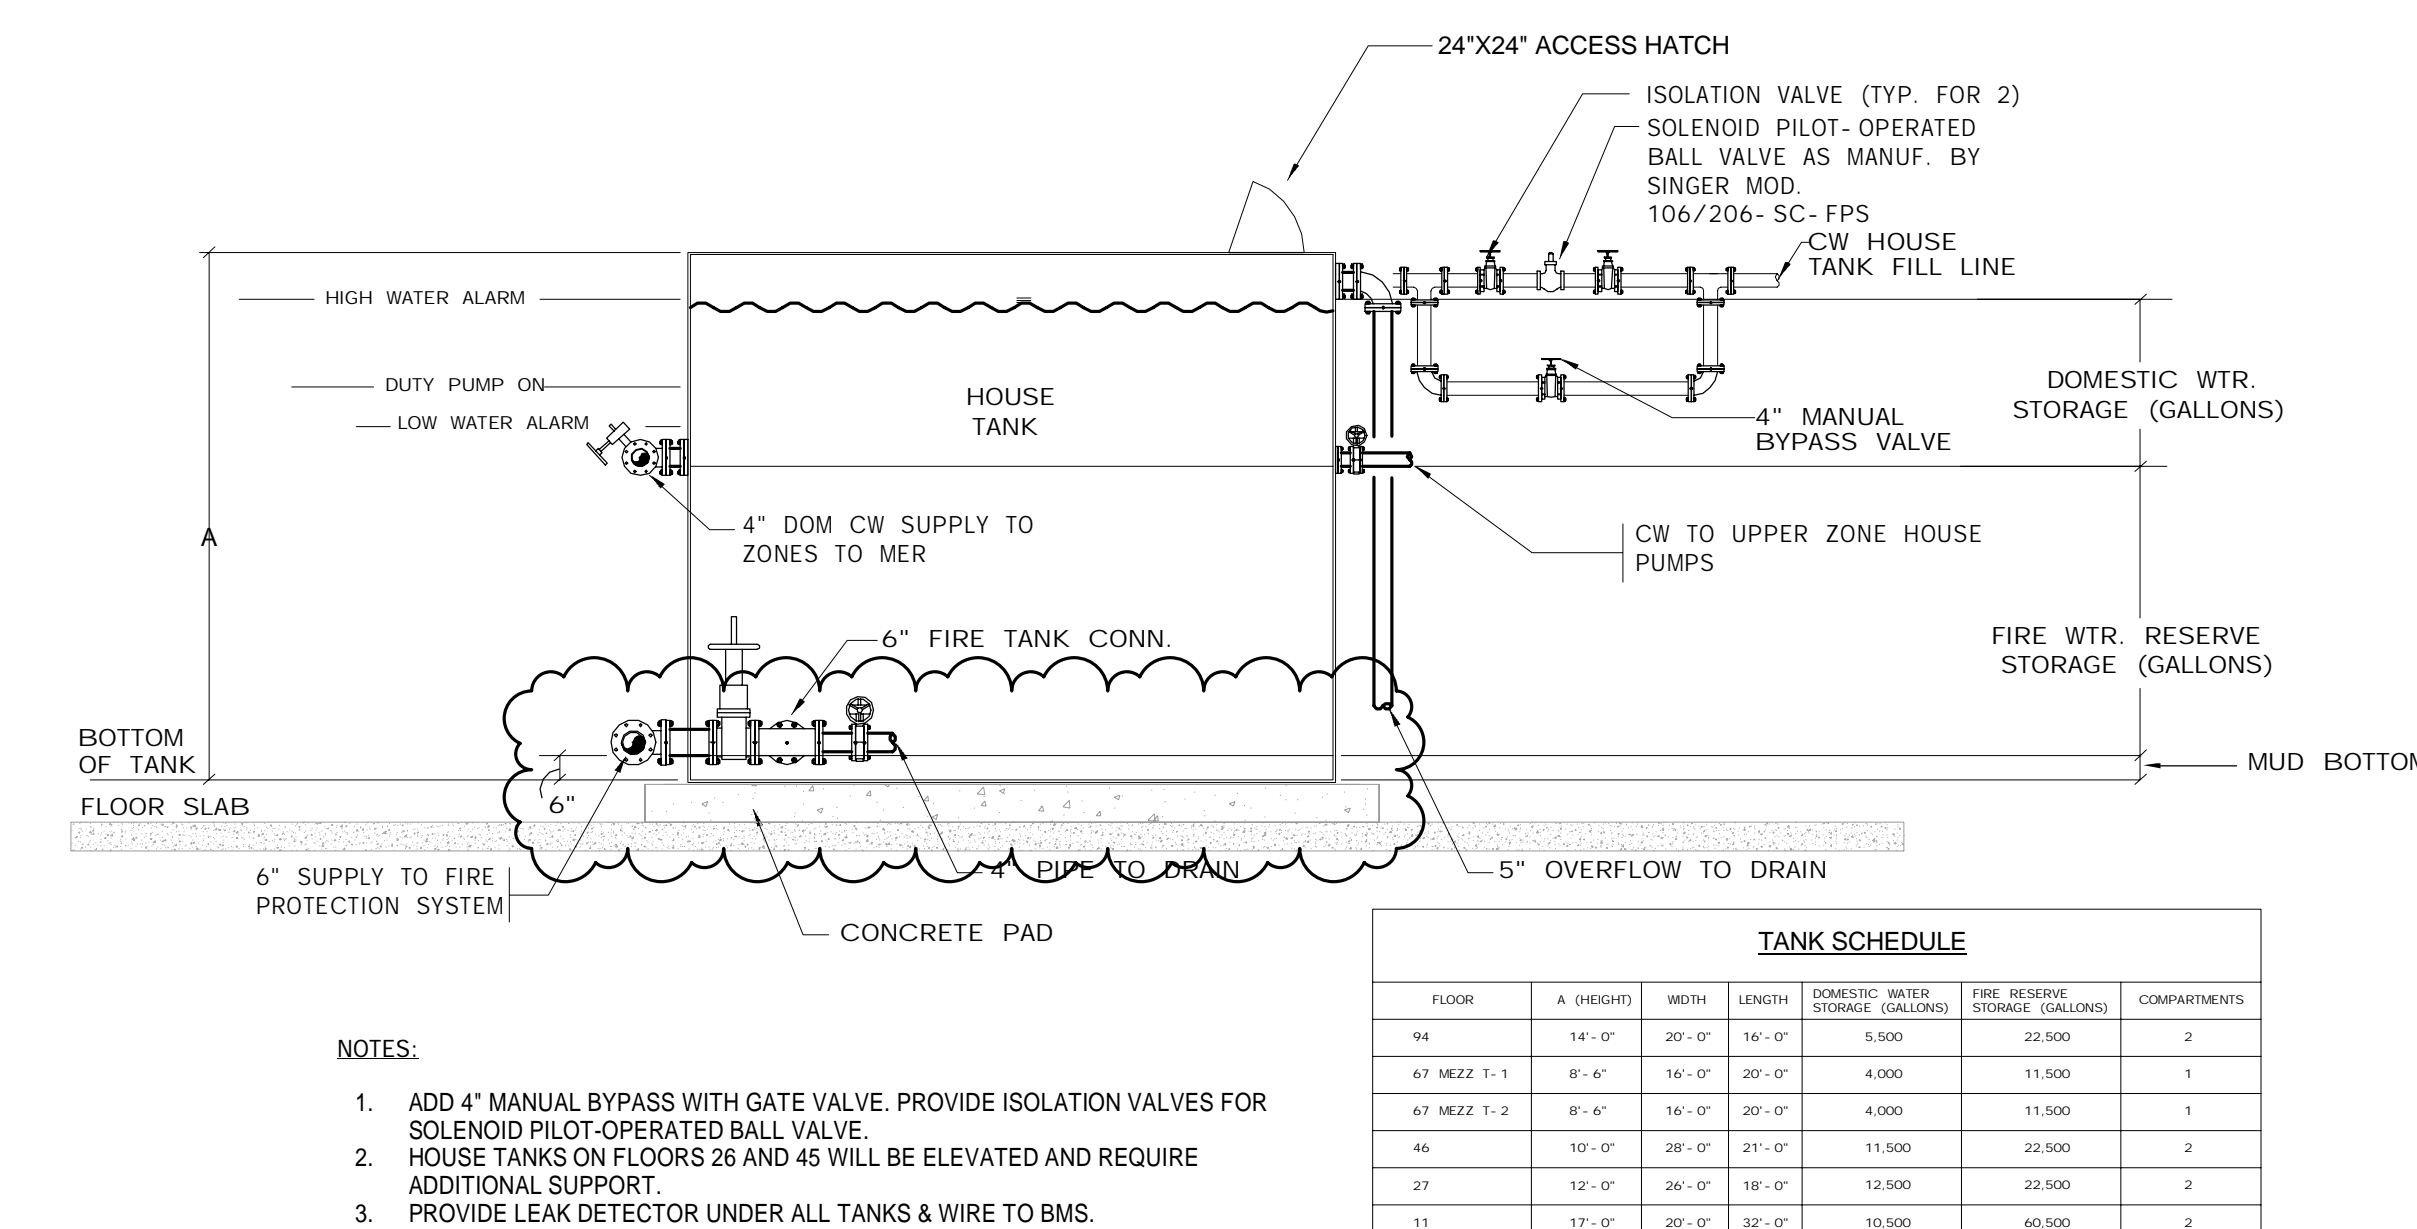 24"X24" ACCESS HATCH
ISOLATION VALVE (TYP. FOR 2)
SOLENOID PILOT-OPERATED
BALL VALVE AS MANUF. BY
SINGER MOD.
106/206-SC-FPS
CW HOUSE
TANK FILL LINE
HIGH WATER ALARM
DUTY PUMP ON
LOW WATER ALARM
HOUSE
TANK
4" MANUAL
BYPASS VALVE
DOMESTIC WTR.
STORAGE (GALLONS)
A
4" DOM CW SUPPLY TO
ZONES TO MER
CW TO UPPER ZONE HOUSE
PUMPS
6" FIRE TANK CONN.
FIRE WTR. RESERVE
STORAGE (GALLONS)
BOTTOM
OF TANK
MUD BOTTOM
FLOOR SLAB
6"
6" SUPPLY TO FIRE
PROTECTION SYSTEM
4" PIPE TO DRAIN
5" OVERFLOW TO DRAIN
CONCRETE PAD
NOTES:
1. ADD 4" MANUAL BYPASS WITH GATE VALVE. PROVIDE ISOLATION VALVES FOR
SOLENOID PILOT-OPERATED BALL VALVE.
2. HOUSE TANKS ON FLOORS 26 AND 45 WILL BE ELEVATED AND REQUIRE
ADDITIONAL SUPPORT.
3. PROVIDE LEAK DETECTOR UNDER ALL TANKS & WIRE TO BMS.
TANK SCHEDULE
FLOOR A (HEIGHT) WIDTH LENGTH DOMESTIC WATER STORAGE (GALLONS) FIRE RESERVE STORAGE (GALLONS) COMPARTMENTS
94 14'-0" 20'-0" 16'-0" 5,500 22,500 2
67 MEZZ T-1 8'-6" 16'-0" 20'-0" 4,000 11,500 1
67 MEZZ T-2 8'-6" 16'-0" 20'-0" 4,000 11,500 1
46 10'-0" 28'-0" 21'-0" 11,500 22,500 2
27 12'-0" 26'-0" 18'-0" 12,500 22,500 2
11 17'-0" 20'-0" 32'-0" 10,500 60,500 2